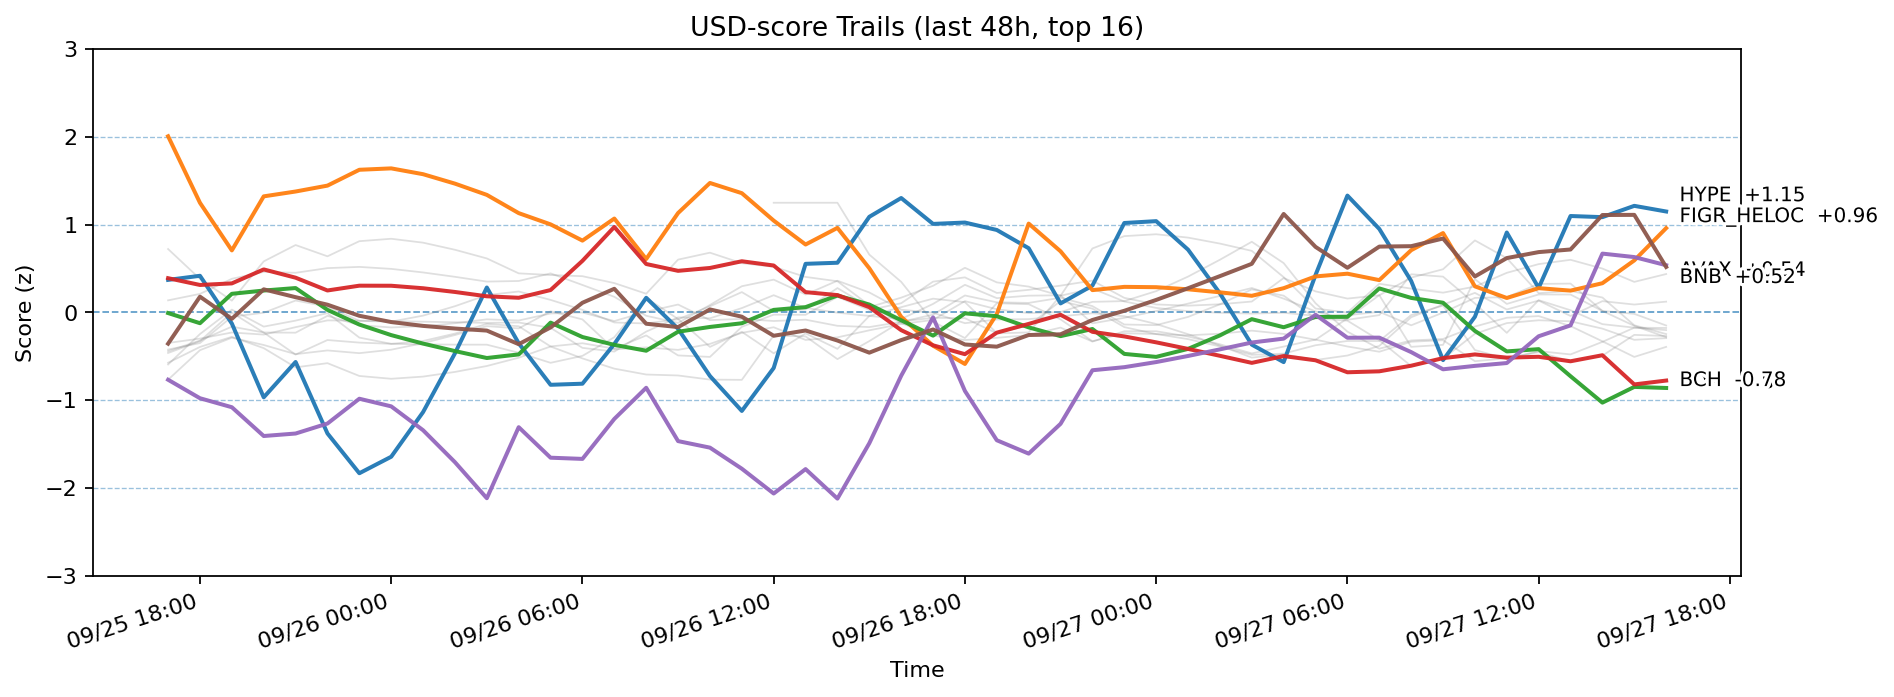 USD-score Trails (last 48h, top 16)
Score (z)
3
2
1
0
−1
−2
−3
HYPE +1.15
FIGR_HELOC +0.96
AVAX +0.54
BNB +0.52
BCH -0.78
09/25 18:00
09/26 00:00
09/26 06:00
09/26 12:00
09/26 18:00
09/27 00:00
09/27 06:00
09/27 12:00
09/27 18:00
Time